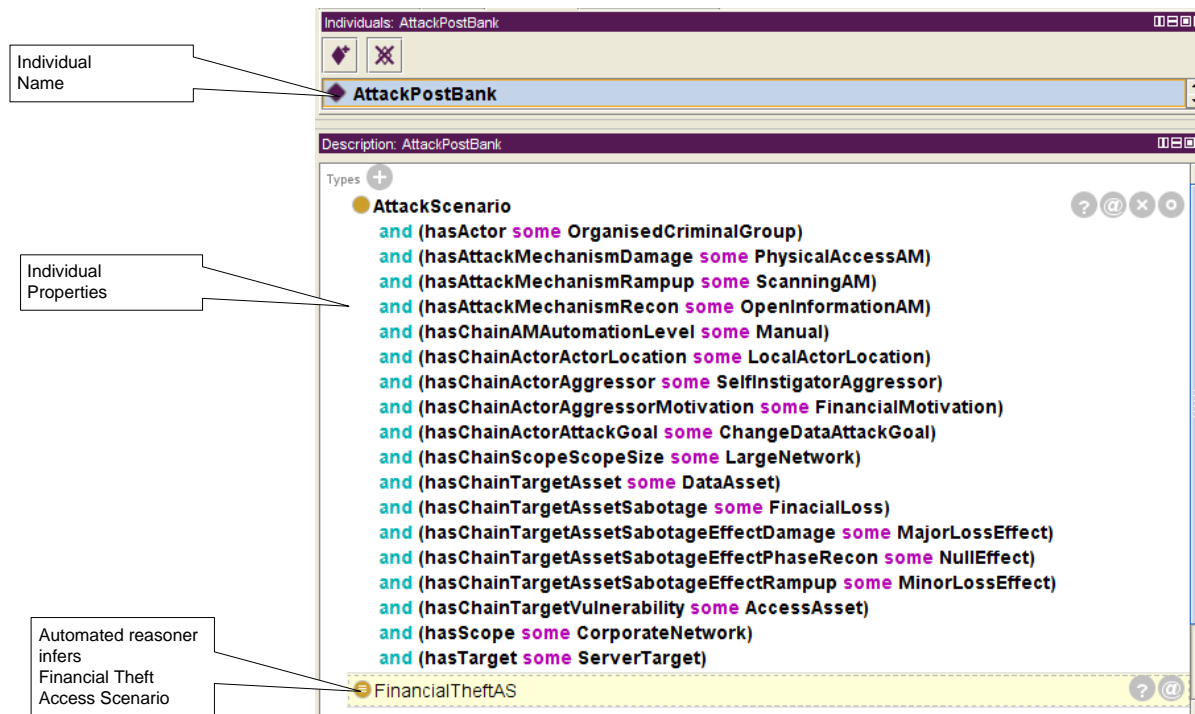 Individuals: AttackPostBank
Individual
Name
AttackPostBank
Description: AttackPostBank
Types
AttackScenario
and (hasActor some OrganisedCriminalGroup)
and (hasAttackMechanismDamage some PhysicalAccessAM)
and (hasAttackMechanismRampup some ScanningAM)
Individual
Properties
and (hasAttackMechanismRecon some OpenInformationAM)
and (hasChainAMAutomationLevel some Manual)
and (hasChainActorActorLocation some LocalActorLocation)
and (hasChainActorAggressor some SelfInstigatorAggressor)
and (hasChainActorAggressorMotivation some FinancialMotivation)
and (hasChainActorAttackGoal some ChangeDataAttackGoal)
and (hasChainScopeScopeSize some LargeNetwork)
and (hasChainTargetAsset some DataAsset)
and (hasChainTargetAssetSabotage some FinacialLoss)
and (hasChainTargetAssetSabotageEffectDamage some MajorLossEffect)
and (hasChainTargetAssetSabotageEffectPhaseRecon some NullEffect)
and (hasChainTargetAssetSabotageEffectRampup some MinorLossEffect)
and (hasChainTargetVulnerability some AccessAsset)
and (hasScope some CorporateNetwork)
and (hasTarget some ServerTarget)
Automated reasoner
infers
Financial Theft
Access Scenario
FinancialTheftAS